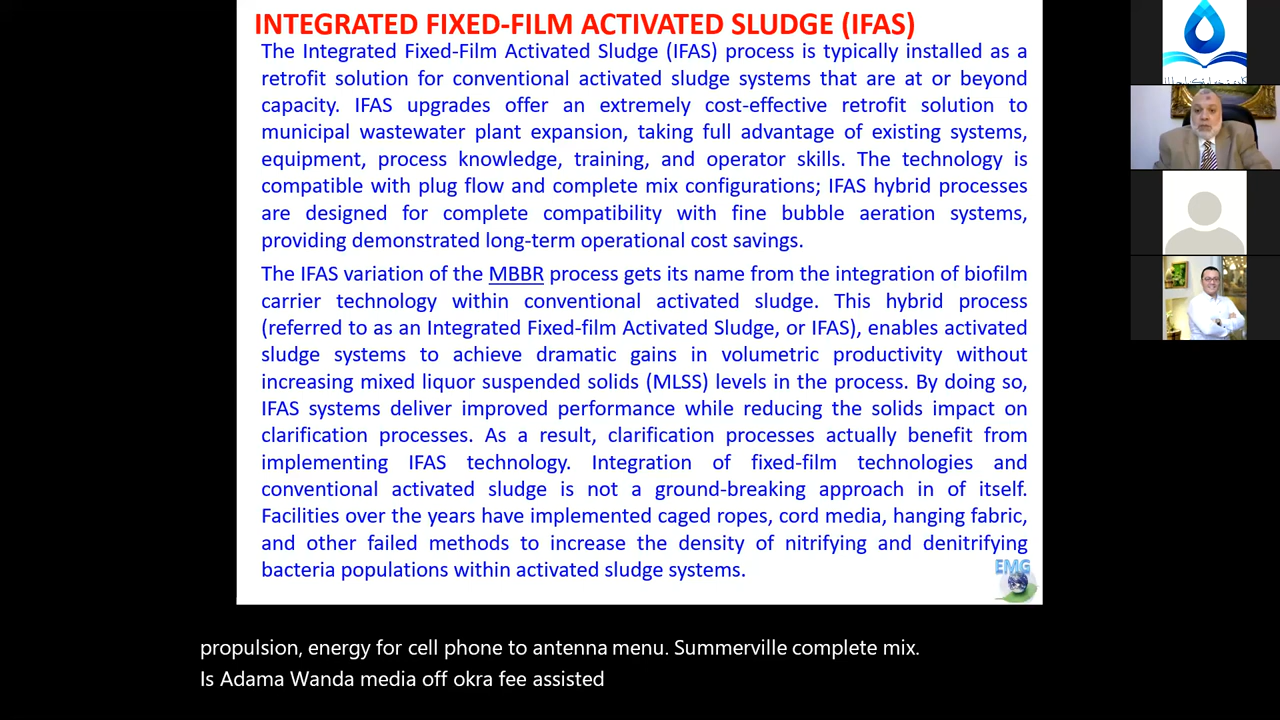 INTEGRATED FIXED-FILM ACTIVATED SLUDGE (IFAS)
The Integrated Fixed-Film Activated Sludge (IFAS) process is typically installed as a
retrofit solution for conventional activated sludge systems that are at or beyond
capacity. IFAS upgrades offer an extremely cost-effective retrofit solution to
municipal wastewater plant expansion, taking full advantage of existing systems,
equipment, process knowledge, training, and operator skills. The technology is
compatible with plug flow and complete mix configurations; IFAS hybrid processes
are designed for complete compatibility with fine bubble aeration systems,
providing demonstrated long-term operational cost savings.
The IFAS variation of the MBBR process gets its name from the integration of biofilm
carrier technology within conventional activated sludge. This hybrid process
(referred to as an Integrated Fixed-film Activated Sludge, or IFAS), enables activated
sludge systems to achieve dramatic gains in volumetric productivity without
increasing mixed liquor suspended solids (MLSS) levels in the process. By doing so,
IFAS systems deliver improved performance while reducing the solids impact on
clarification processes. As a result, clarification processes actually benefit from
implementing IFAS technology. Integration of fixed-film technologies and
conventional activated sludge is not a ground-breaking approach in of itself.
Facilities over the years have implemented caged ropes, cord media, hanging fabric,
and other failed methods to increase the density of nitrifying and denitrifying
bacteria populations within activated sludge systems.
EMG
propulsion, energy for cell phone to antenna menu. Summerville complete mix.
Is Adama Wanda media off okra fee assisted